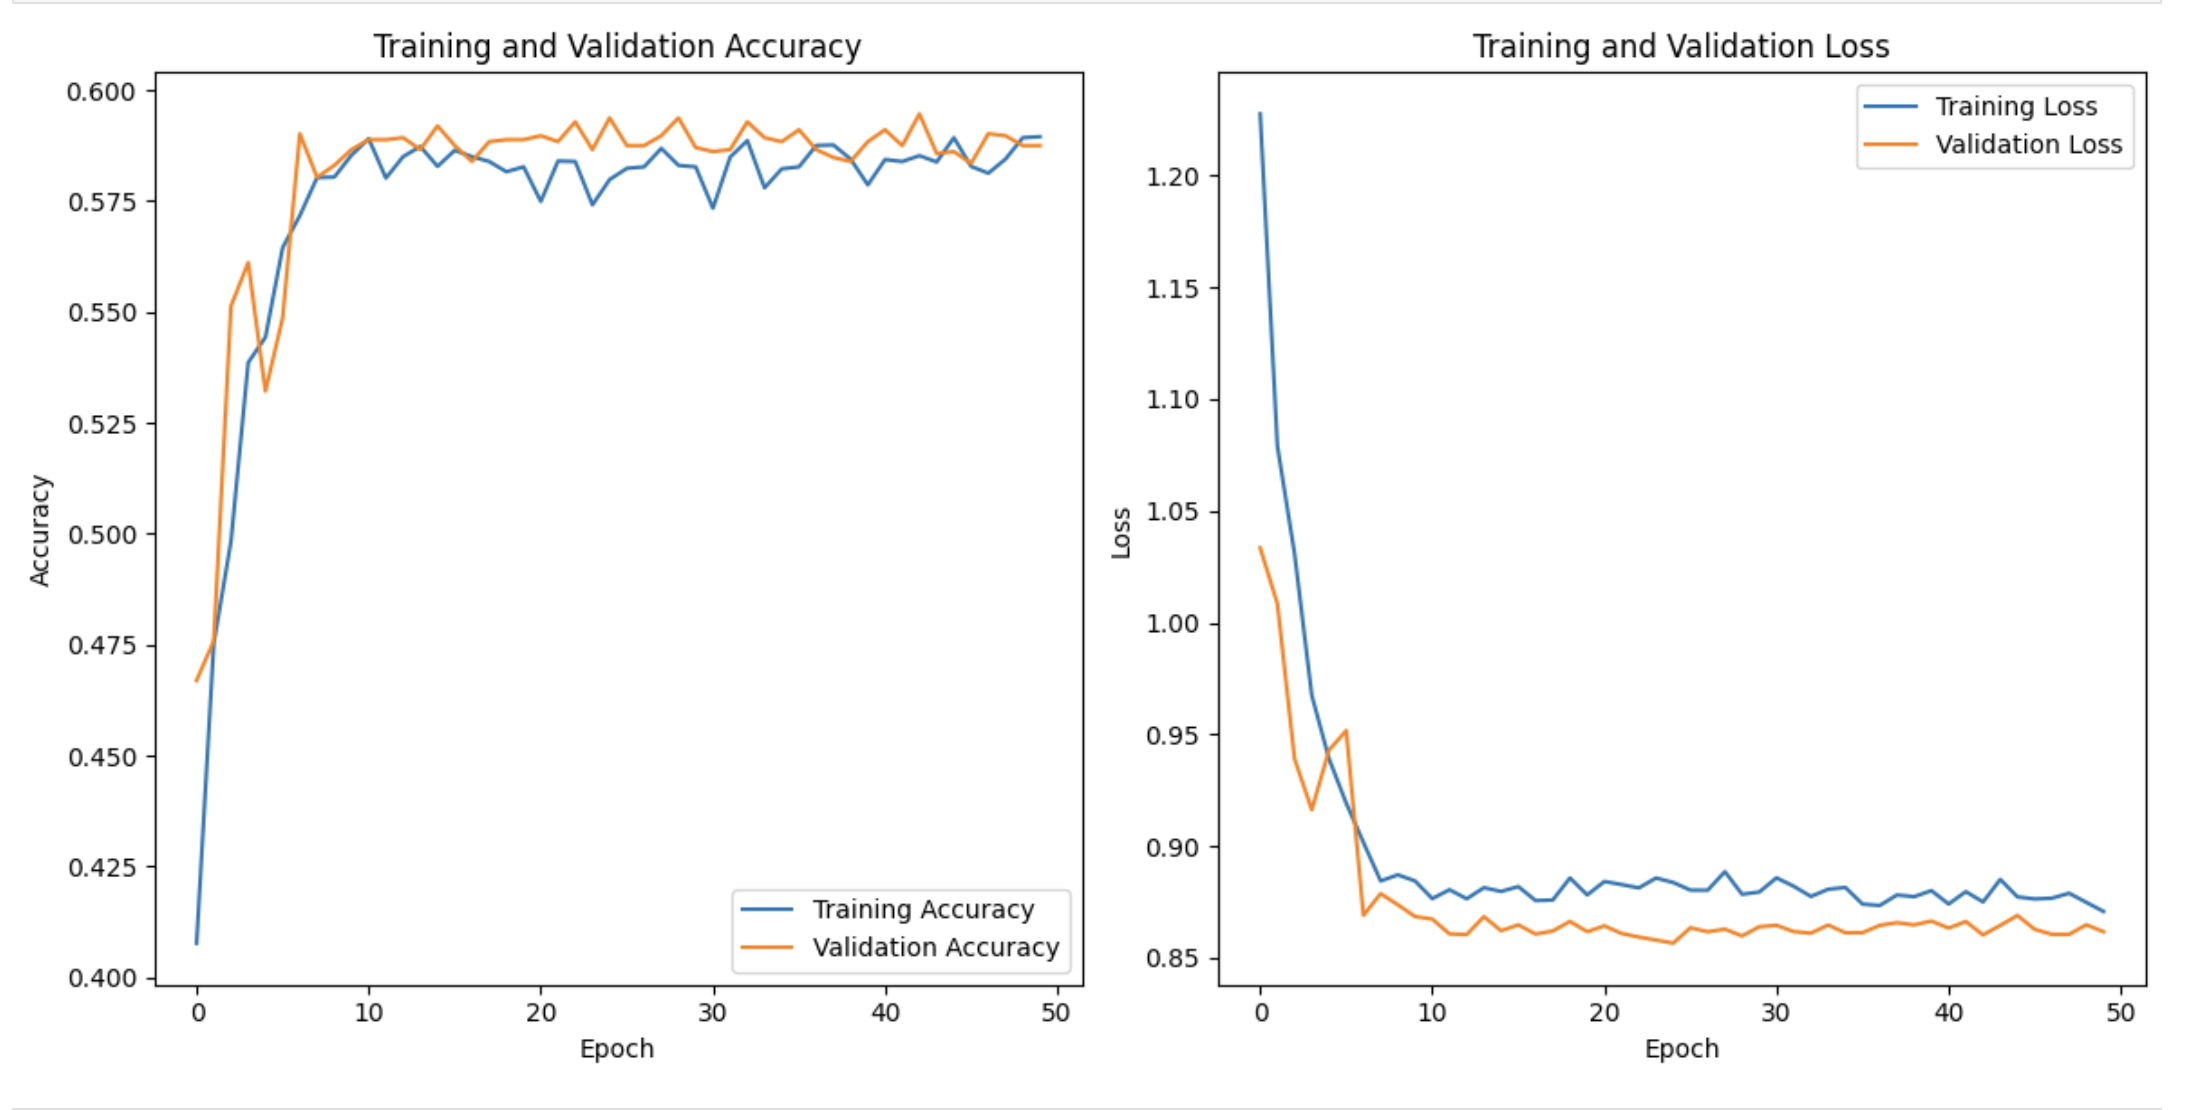 Training and Validation Accuracy
0.600
0.575
0.550
0.525
0.500
0.475
0.450
0.425
0.400
Accuracy
Training Accuracy
Validation Accuracy
0 10 20 30 40 50
Epoch
Training and Validation Loss
1.20
1.15
1.10
1.05
1.00
0.95
0.90
0.85
Loss
Training Loss
Validation Loss
0 10 20 30 40 50
Epoch